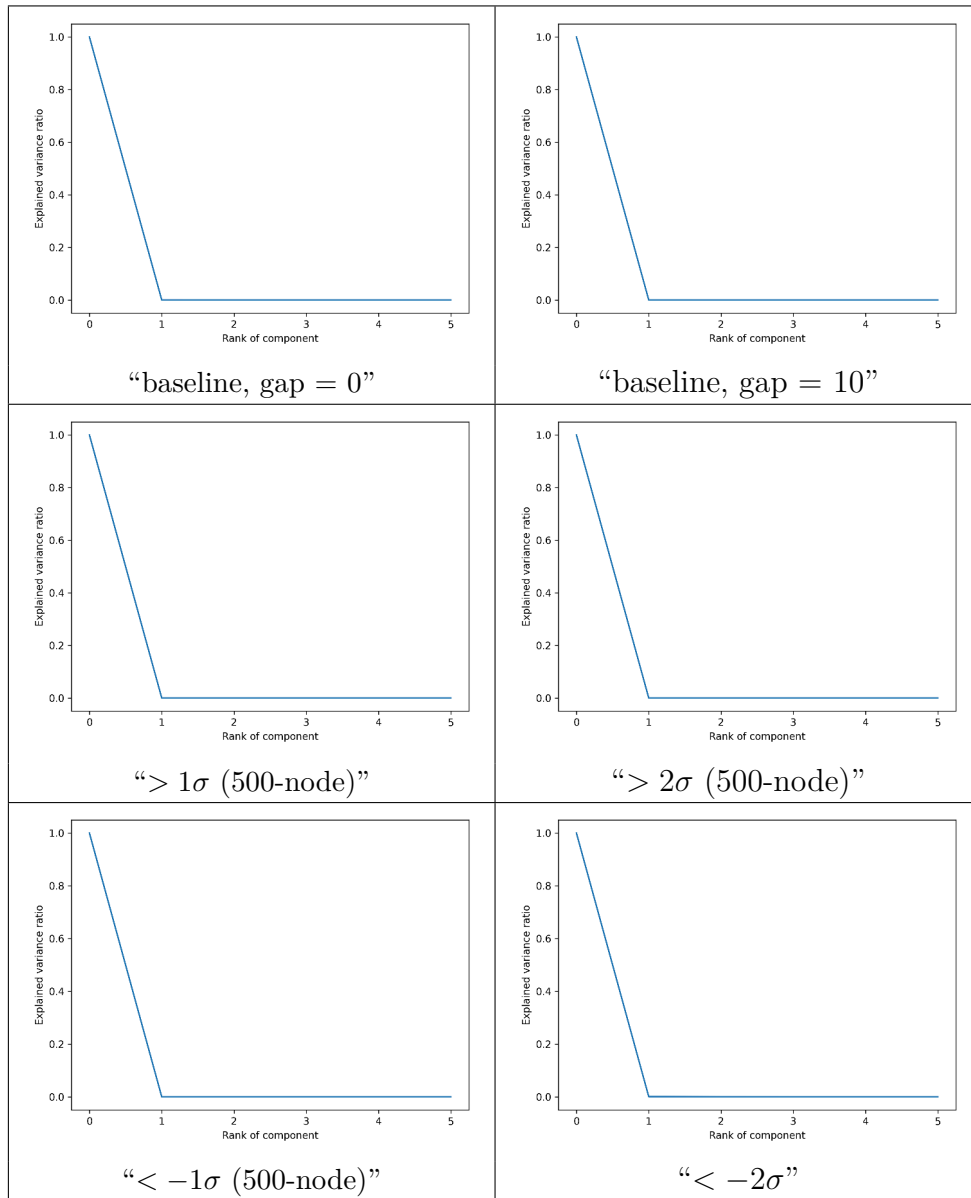 1.0 1.0
0.8 0.8
0.6 0.6
Explained variance ratio Explained variance ratio
0.4 0.4
0.2 0.2
0.0 0.0
0 1 2 3 4 5 0 1 2 3 4 5
Rank of component Rank of component
“baseline, gap = 0” “baseline, gap = 10”
1.0 1.0
0.8 0.8
0.6 0.6
Explained variance ratio Explained variance ratio
0.4 0.4
0.2 0.2
0.0 0.0
0 1 2 3 4 5 0 1 2 3 4 5
Rank of component Rank of component
“> 1σ (500-node)” “> 2σ (500-node)”
1.0 1.0
0.8 0.8
0.6 0.6
Explained variance ratio Explained variance ratio
0.4 0.4
0.2 0.2
0.0 0.0
0 1 2 3 4 5 0 1 2 3 4 5
Rank of component Rank of component
“< −1σ (500-node)” “< −2σ”